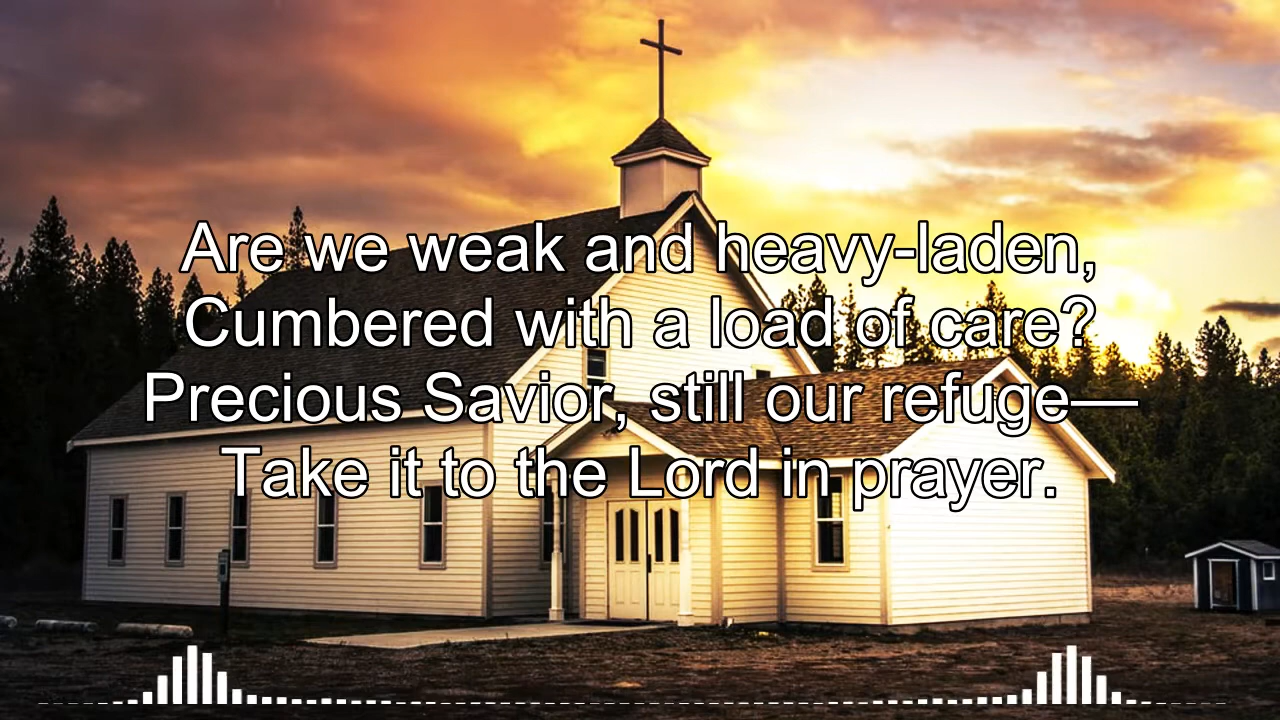 Are we weak and heavy-laden,
Cumbered with a load of care?
Precious Savior, still our refuge—
Take it to the Lord in prayer.